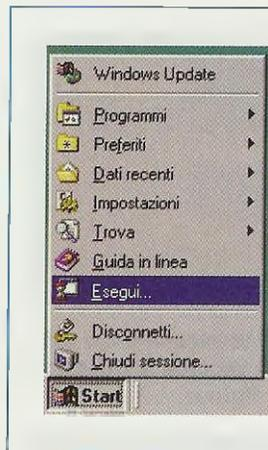 Windows Update
Programmi
Preferiti
Dati recenti
Impostazioni
Trova
Guida in linea
Esegui...
Disconnetti...
Chiudi sessione...
Start